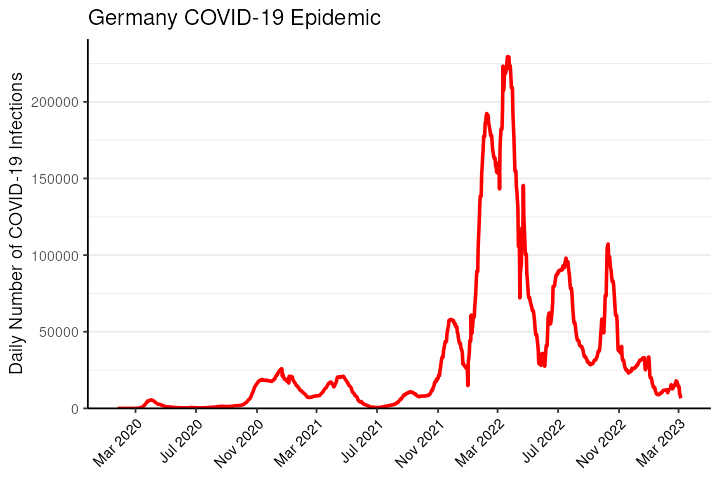 Germany COVID-19 Epidemic
Daily Number of COVID-19 Infections
200000
150000
100000
50000
0
Mar 2020
Jul 2020
Nov 2020
Mar 2021
Jul 2021
Nov 2021
Mar 2022
Jul 2022
Nov 2022
Mar 2023